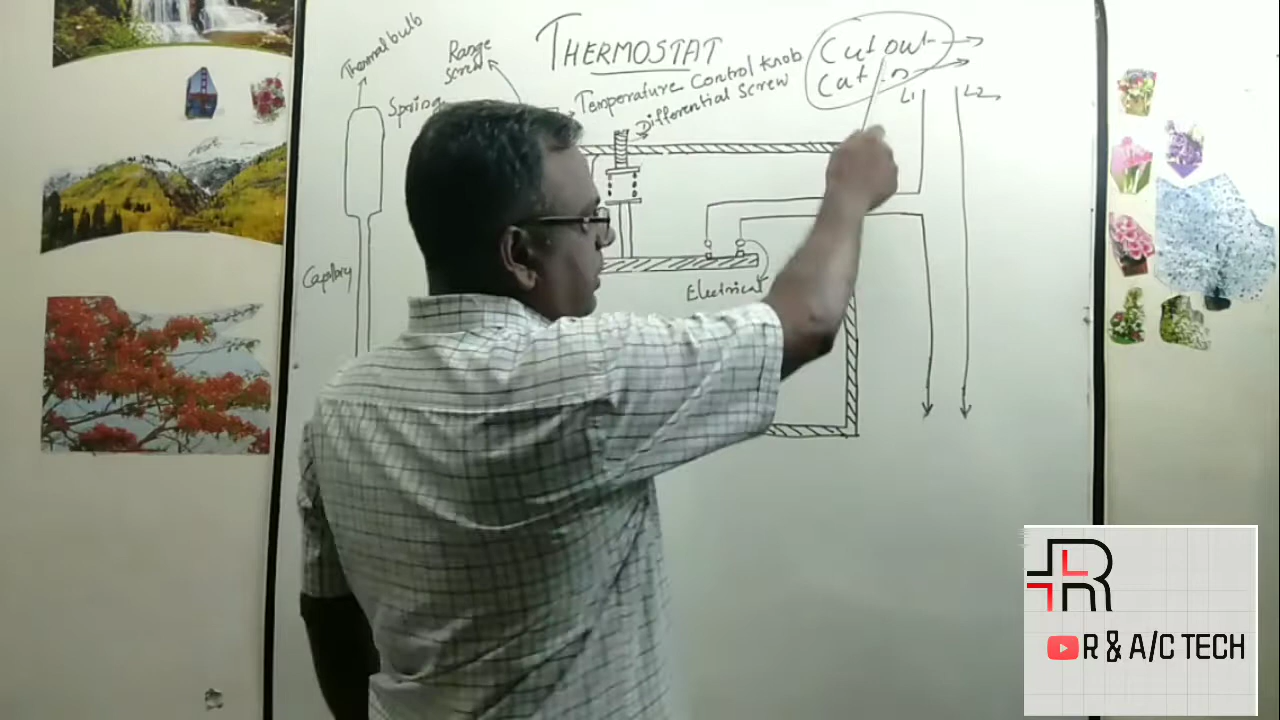 THERMOSTAT
Thermal bulb
Range
screw
Spring
Temperature Control Knob
Differential screw
Cut out
Cut in
L1
L2
Capillary
Electrical
R & A/C TECH